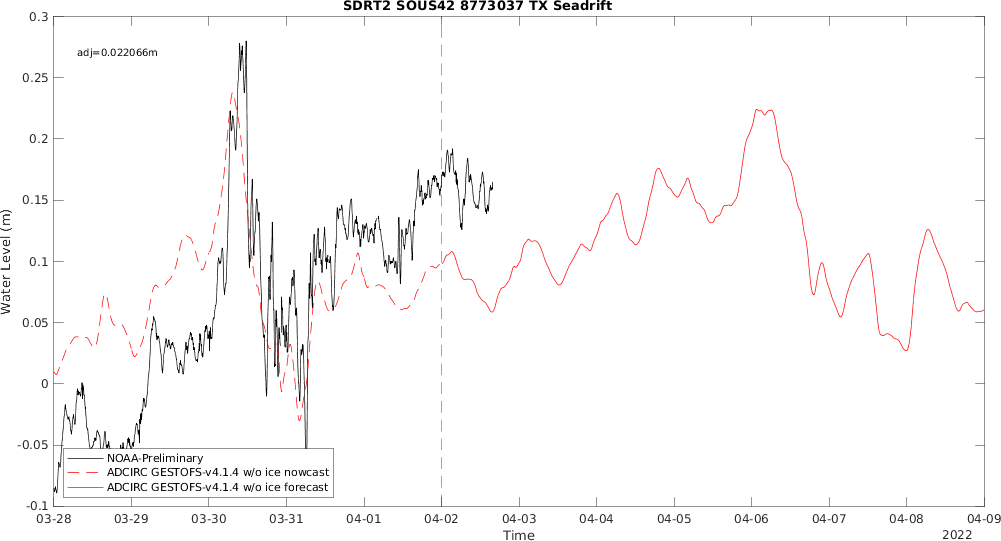 SDRT2 SOUS42 8773037 TX Seadrift
0.3
0.25
0.2
0.15
0.1
0.05
0
-0.05
-0.1
Water Level (m)
adj=0.022066m
NOAA-Preliminary
ADCIRC GESTOFS-v4.1.4 w/o ice nowcast
ADCIRC GESTOFS-v4.1.4 w/o ice forecast
03-28 03-29 03-30 03-31 04-01 04-02 04-03 04-04 04-05 04-06 04-07 04-08 04-09
Time
2022